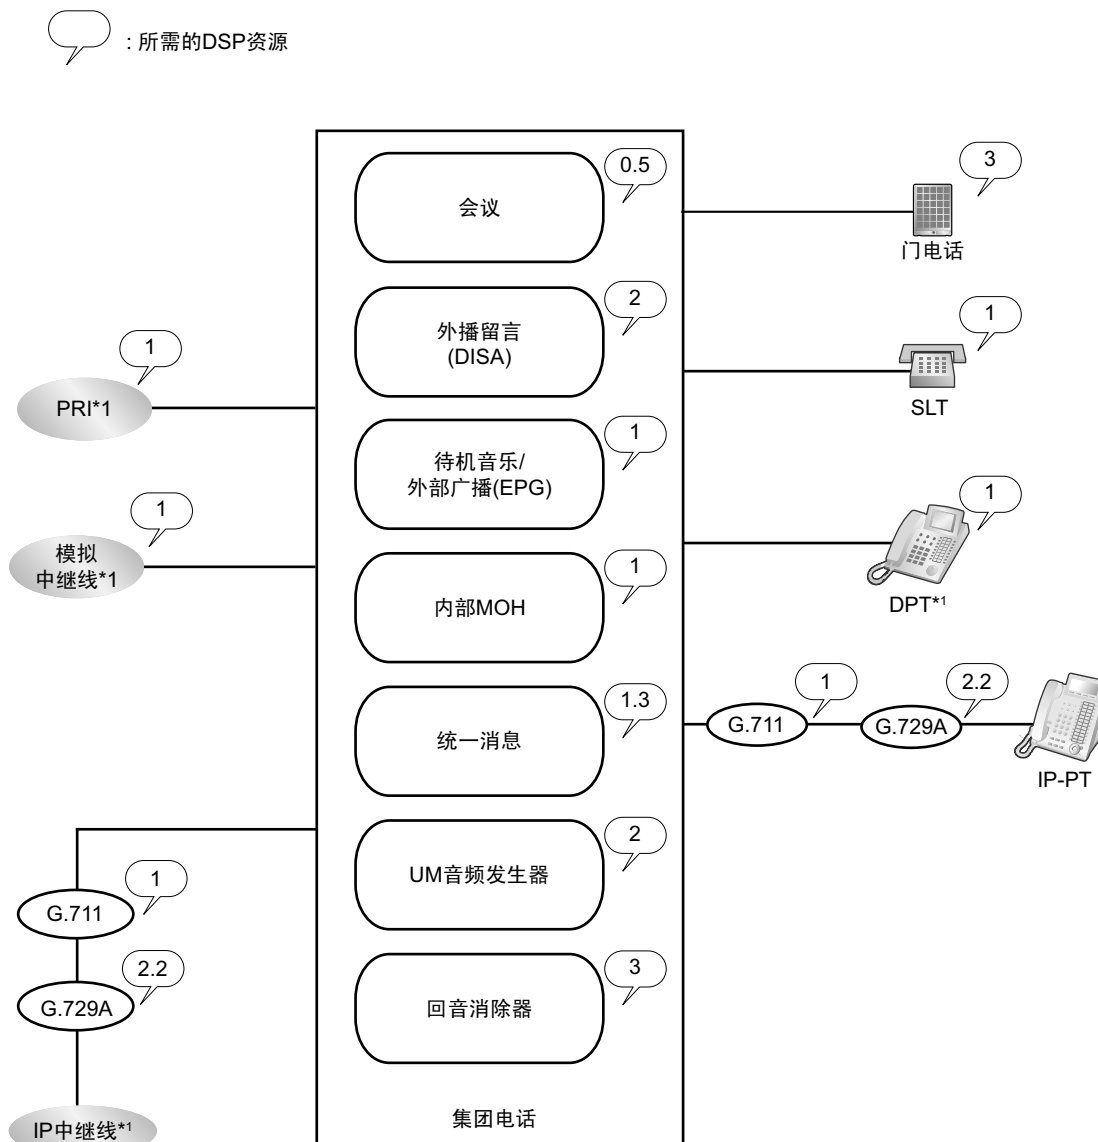 : 所需的DSP资源
会议
0.5
3
门电话
外播留言
(DISA)
2
1
SLT
1
PRI*1
待机音乐/
外部广播(EPG)
1
1
DPT*1
1
模拟
中继线*1
内部MOH
1
统一消息
1.3
G.711
1
G.729A
2.2
IP-PT
UM音频发生器
2
G.711
1
G.729A
2.2
回音消除器
3
IP中继线*1
集团电话